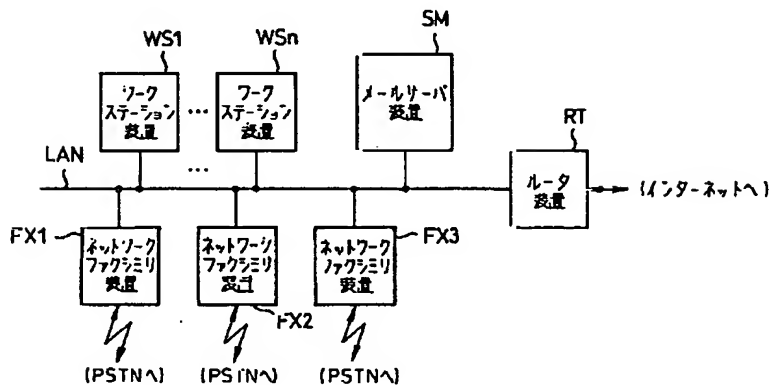 WS1
WSn
SM
ワーク
ステーション
装置
...
ワーク
ステーション
装置
メールサーバ
装置
RT
LAN
...
ルータ
装置
(インターネットへ)
FX1
ネットワーク
ファクシミリ
装置
ネットワーク
ファクシミリ
装置
ネットワーク
ファクシミリ
装置
FX3
FX2
(PSTNへ)
(PSTNへ)
(PSTNへ)